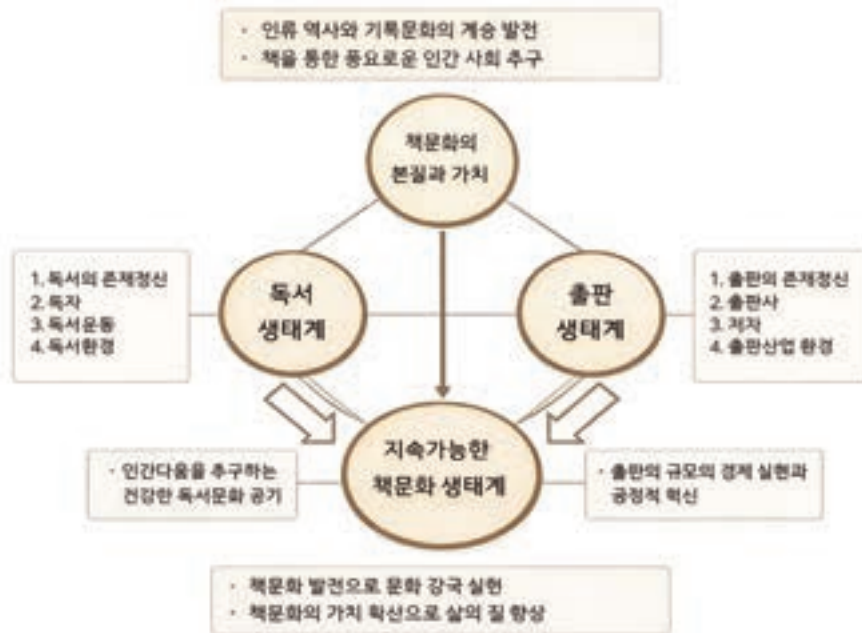 · 인류 역사와 기록문화의 계승 발전
· 책을 통한 풍요로운 인간 사회 추구
책문화의
본질과 가치
1. 독서의 존재정신
2. 독자
3. 독서운동
4. 독서환경
독서
생태계
출판
생태계
1. 출판의 존재정신
2. 출판사
3. 저자
4. 출판산업 환경
지속가능한
책문화 생태계
· 인간다움을 추구하는
건강한 독서문화 공기
· 출판의 규모의 경제 실현과
긍정적 혁신
· 책문화 발전으로 문화 강국 실현
· 책문화의 가치 확산으로 삶의 질 향상